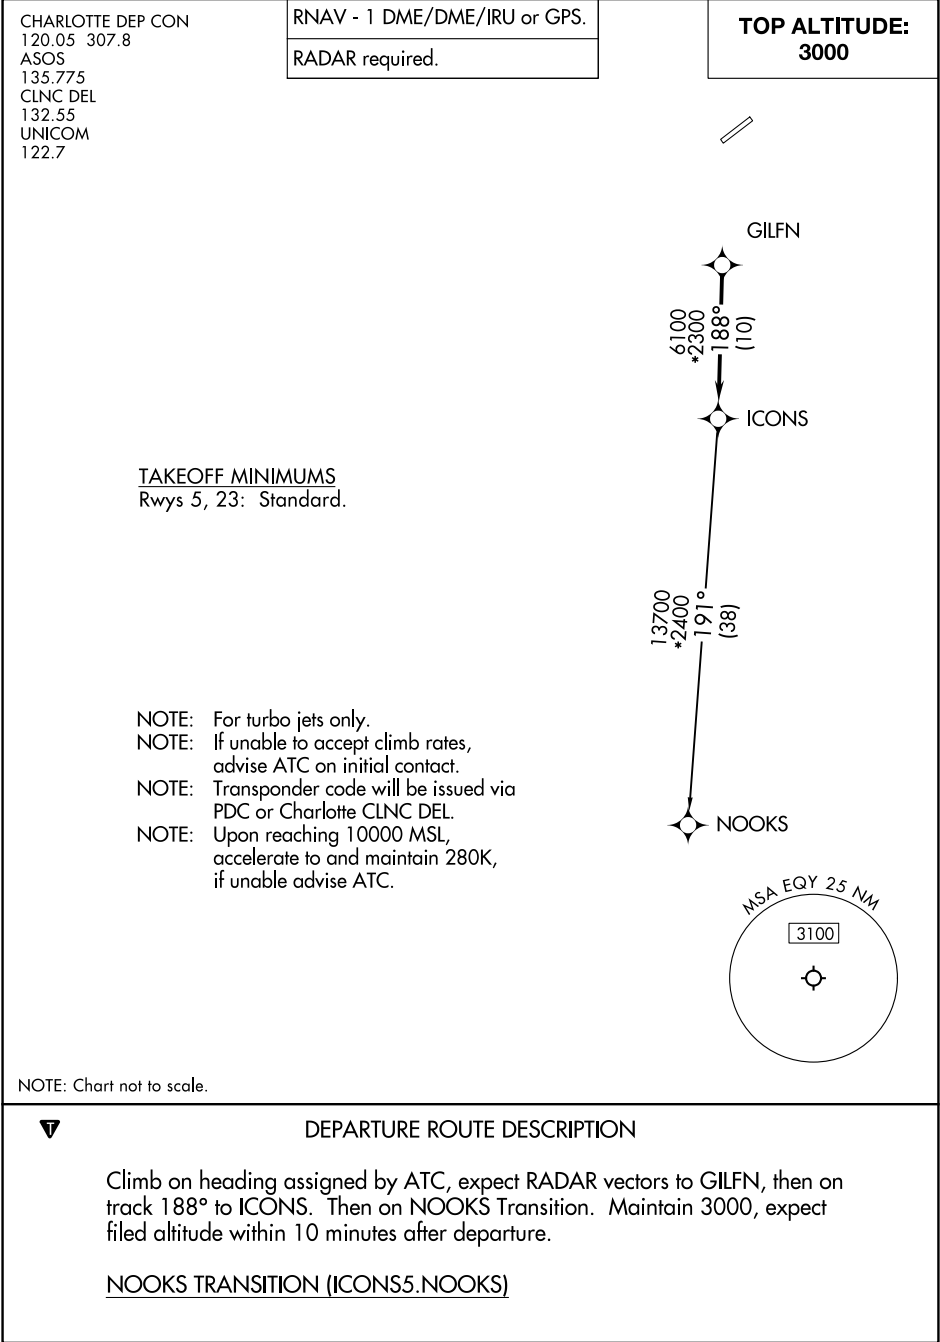 CHARLOTTE DEP CON
120.05 307.8
ASOS
135.775
CLNC DEL
132.55
UNICOM
122.7
RNAV - 1 DME/DME/IRU or GPS.
RADAR required.
TOP ALTITUDE:
3000
GILFN
6100
*2300
188°
(10)
ICONS
TAKEOFF MINIMUMS
Rwys 5, 23: Standard.
13700
*2400
191°
(38)
NOTE: For turbo jets only.
NOTE: If unable to accept climb rates,
advise ATC on initial contact.
NOTE: Transponder code will be issued via
PDC or Charlotte CLNC DEL.
NOTE: Upon reaching 10000 MSL,
accelerate to and maintain 280K,
if unable advise ATC.
NOOKS
MSA EQY 25 NM
3100
NOTE: Chart not to scale.
T
DEPARTURE ROUTE DESCRIPTION
Climb on heading assigned by ATC, expect RADAR vectors to GILFN, then on
track 188° to ICONS. Then on NOOKS Transition. Maintain 3000, expect
filed altitude within 10 minutes after departure.
NOOKS TRANSITION (ICONS5.NOOKS)